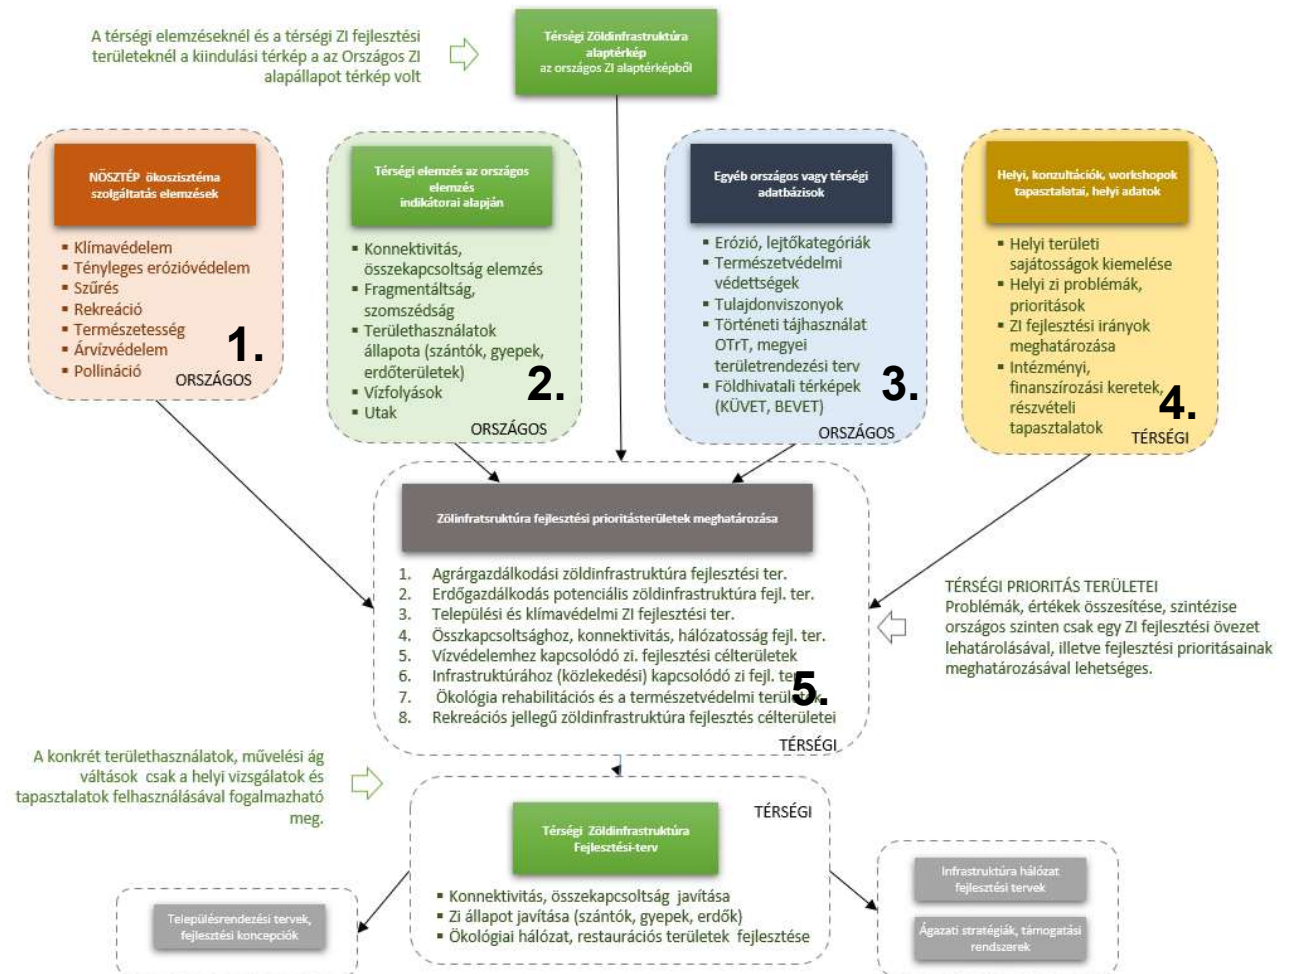 A térségi elemzéseknél és a térségi ZI fejlesztési
területeknél a kiindulási térkép a az Országos ZI
alapállapot térkép volt
Térségi Zöldinfrastruktúra
alaptérkép
az országos ZI alaptérképből
NÖSZTÉP ökoszisztéma
szolgáltatás elemzések
▪ Klímavédelem
▪ Tényleges erózióvédelem
▪ Szűrés
▪ Rekreáció
▪ Természetesség
▪ Árvízvédelem
▪ Pollináció
1.
ORSZÁGOS
Térségi elemzés az országos
elemzés
indikátorai alapján
▪ Konnektivitás,
összekapcsoltság elemzés
▪ Fragmentáltság,
szomszédság
▪ Területhasználatok
állapota (szántók, gyepek,
erdőterületek)
▪ Vízfolyások
▪ Utak
2.
ORSZÁGOS
Egyéb országos vagy térségi
adatbázisok
▪ Erózió, lejtőkategóriák
▪ Természetvédelmi
védettségek
▪ Tulajdonviszonyok
▪ Történeti tájhasználat
OTrT, megyei
területrendezési terv
▪ Földhivatali térképek
(KÜVET, BEVET)
3.
ORSZÁGOS
Helyi, konzultációk, workshopok
tapasztalatai, helyi adatok
▪ Helyi területi
sajátosságok kiemelése
▪ Helyi zi problémák,
prioritások
▪ ZI fejlesztési irányok
meghatározása
▪ Intézményi,
finanszírozási keretek,
részvételi
tapasztalatok
4.
TÉRSÉGI
Zölinfratsruktúra fejlesztési prioritásterületek meghatározása
1. Agrárgazdálkodási zöldinfrastruktúra fejlesztési ter.
2. Erdőgazdálkodás potenciális zöldinfrastruktúra fejl. ter.
3. Települési és klímavédelmi ZI fejlesztési ter.
4. Összkapcsoltsághoz, konnektivitás, hálózatosság fejl. ter.
5. Vízvédelemhez kapcsolódó zi. fejlesztési célterületek
6. Infrastruktúrához (közlekedési) kapcsolódó zi fejl. ter.
7. Ökológia rehabilitációs és a természetvédelmi területek
8. Rekreációs jellegű zöldinfrastruktúra fejlesztés célterületei
5.
TÉRSÉGI
TÉRSÉGI PRIORITÁS TERÜLETEI
Problémák, értékek összesítése, szintézise
országos szinten csak egy ZI fejlesztési övezet
lehatárolásával, illetve fejlesztési prioritásainak
meghatározásával lehetséges.
A konkrét területhasználatok, művelési ág
váltások csak a helyi vizsgálatok és
tapasztalatok felhasználásával fogalmazható
meg.
TÉRSÉGI
Térségi Zöldinfrastruktúra
Fejlesztési-terv
▪ Konnektivitás, összekapcsoltság javítása
▪ Zi állapot javítása (szántók, gyepek, erdők)
▪ Ökológiai hálózat, restaurációs területek fejlesztése
Településrendezési tervek,
fejlesztési koncepciók
Infrastruktúra hálózat
fejlesztési tervek
Ágazati stratégiák, támogatási
rendszerek